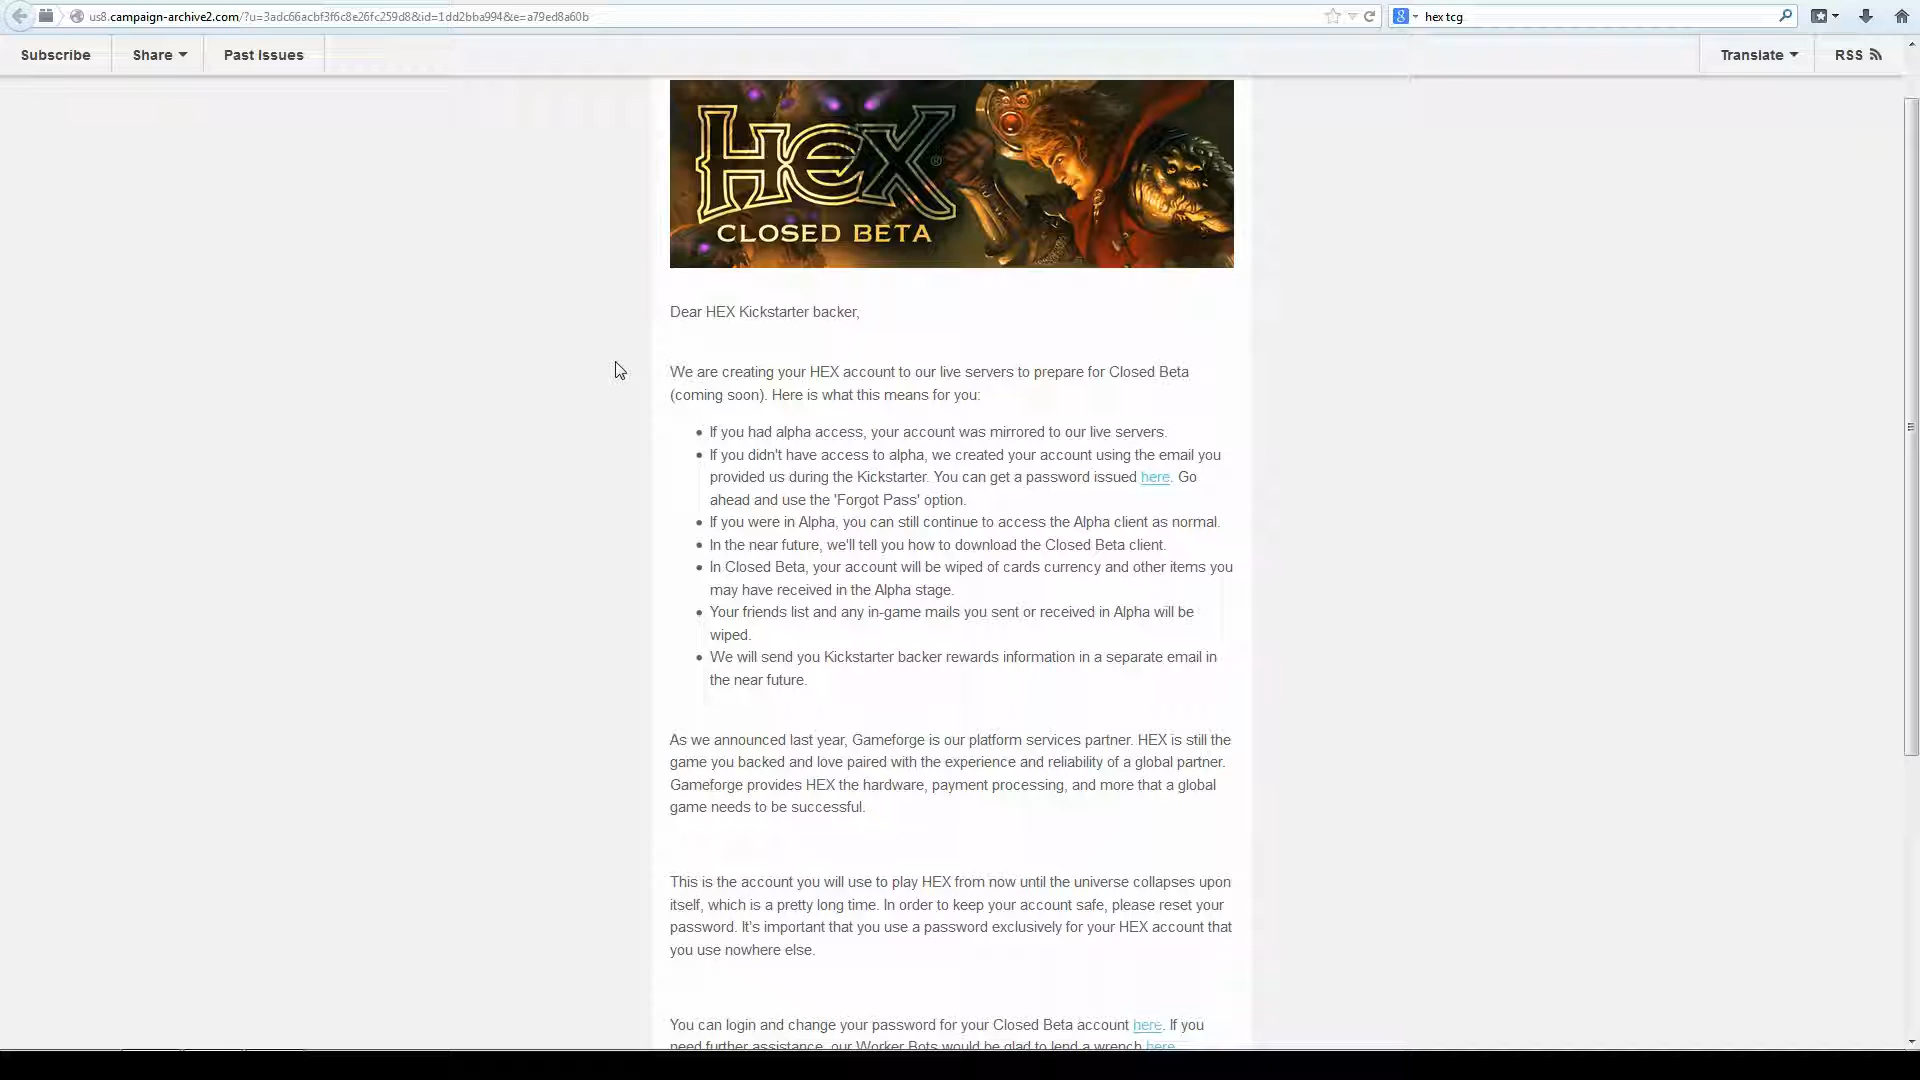 us8.campaign-archive2.com/?u=3adc66acbf3f6c8e26fc259d8&id=1dd2bba994&e=a79ed8a60b
hex tcg
Subscribe
Share
Past Issues
Translate
RSS
HEX®
CLOSED BETA
Dear HEX Kickstarter backer,
We are creating your HEX account to our live servers to prepare for Closed Beta
(coming soon). Here is what this means for you:
• If you had alpha access, your account was mirrored to our live servers.
• If you didn't have access to alpha, we created your account using the email you
provided us during the Kickstarter. You can get a password issued here. Go
ahead and use the 'Forgot Pass' option.
• If you were in Alpha, you can still continue to access the Alpha client as normal.
• In the near future, we'll tell you how to download the Closed Beta client.
• In Closed Beta, your account will be wiped of cards currency and other items you
may have received in the Alpha stage.
• Your friends list and any in-game mails you sent or received in Alpha will be
wiped.
• We will send you Kickstarter backer rewards information in a separate email in
the near future.
As we announced last year, Gameforge is our platform services partner. HEX is still the
game you backed and love paired with the experience and reliability of a global partner.
Gameforge provides HEX the hardware, payment processing, and more that a global
game needs to be successful.
This is the account you will use to play HEX from now until the universe collapses upon
itself, which is a pretty long time. In order to keep your account safe, please reset your
password. It's important that you use a password exclusively for your HEX account that
you use nowhere else.
You can login and change your password for your Closed Beta account here. If you
need further assistance, our Worker Bots would be glad to lend a wrench here.